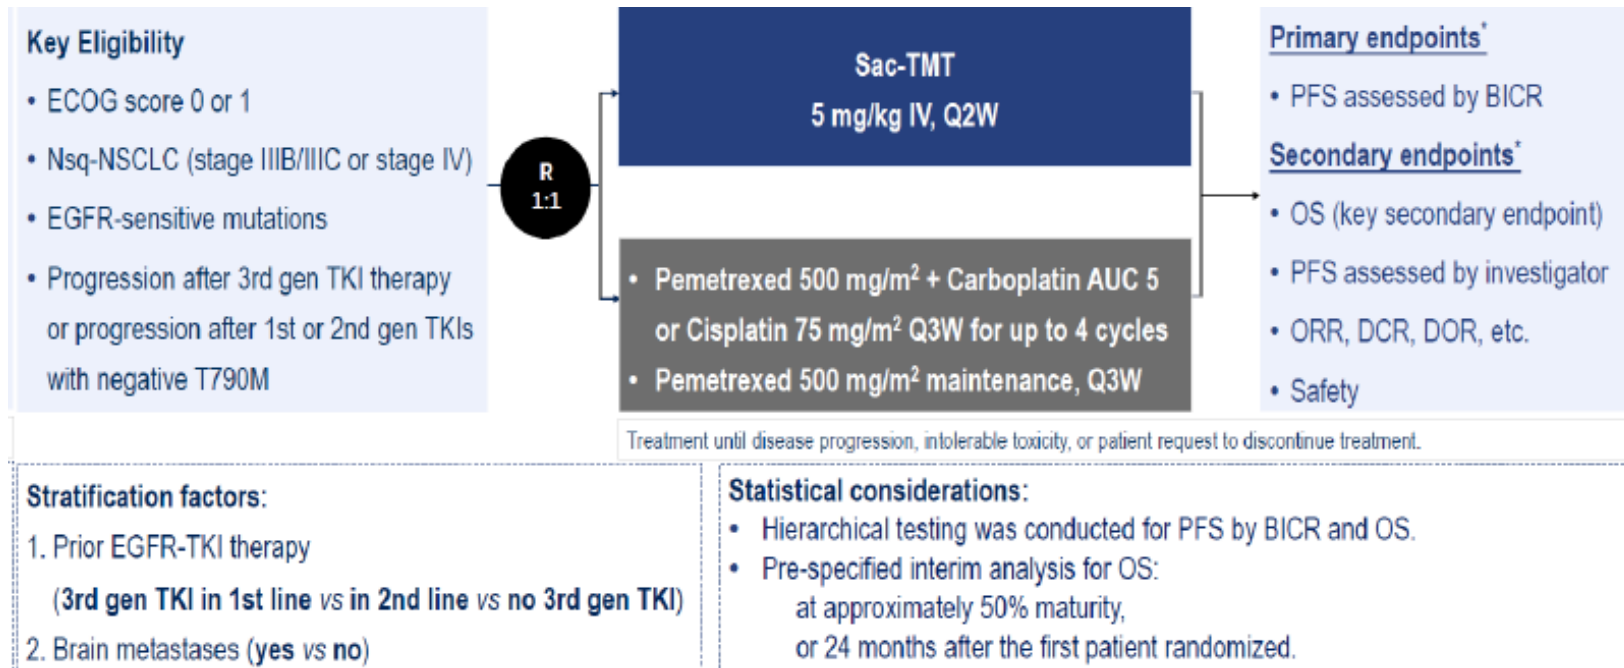 Key Eligibility
• ECOG score 0 or 1
• Nsq-NSCLC (stage IIIB/IIIC or stage IV)
• EGFR-sensitive mutations
• Progression after 3rd gen TKI therapy
or progression after 1st or 2nd gen TKIs
with negative T790M
R
1:1
Sac-TMT
5 mg/kg IV, Q2W
• Pemetrexed 500 mg/m² + Carboplatin AUC 5
or Cisplatin 75 mg/m² Q3W for up to 4 cycles
• Pemetrexed 500 mg/m² maintenance, Q3W
Primary endpoints*
• PFS assessed by BICR
Secondary endpoints*
• OS (key secondary endpoint)
• PFS assessed by investigator
• ORR, DCR, DOR, etc.
• Safety
Treatment until disease progression, intolerable toxicity, or patient request to discontinue treatment.
Stratification factors:
1. Prior EGFR-TKI therapy
(3rd gen TKI in 1st line vs in 2nd line vs no 3rd gen TKI)
2. Brain metastases (yes vs no)
Statistical considerations:
• Hierarchical testing was conducted for PFS by BICR and OS.
• Pre-specified interim analysis for OS:
at approximately 50% maturity,
or 24 months after the first patient randomized.